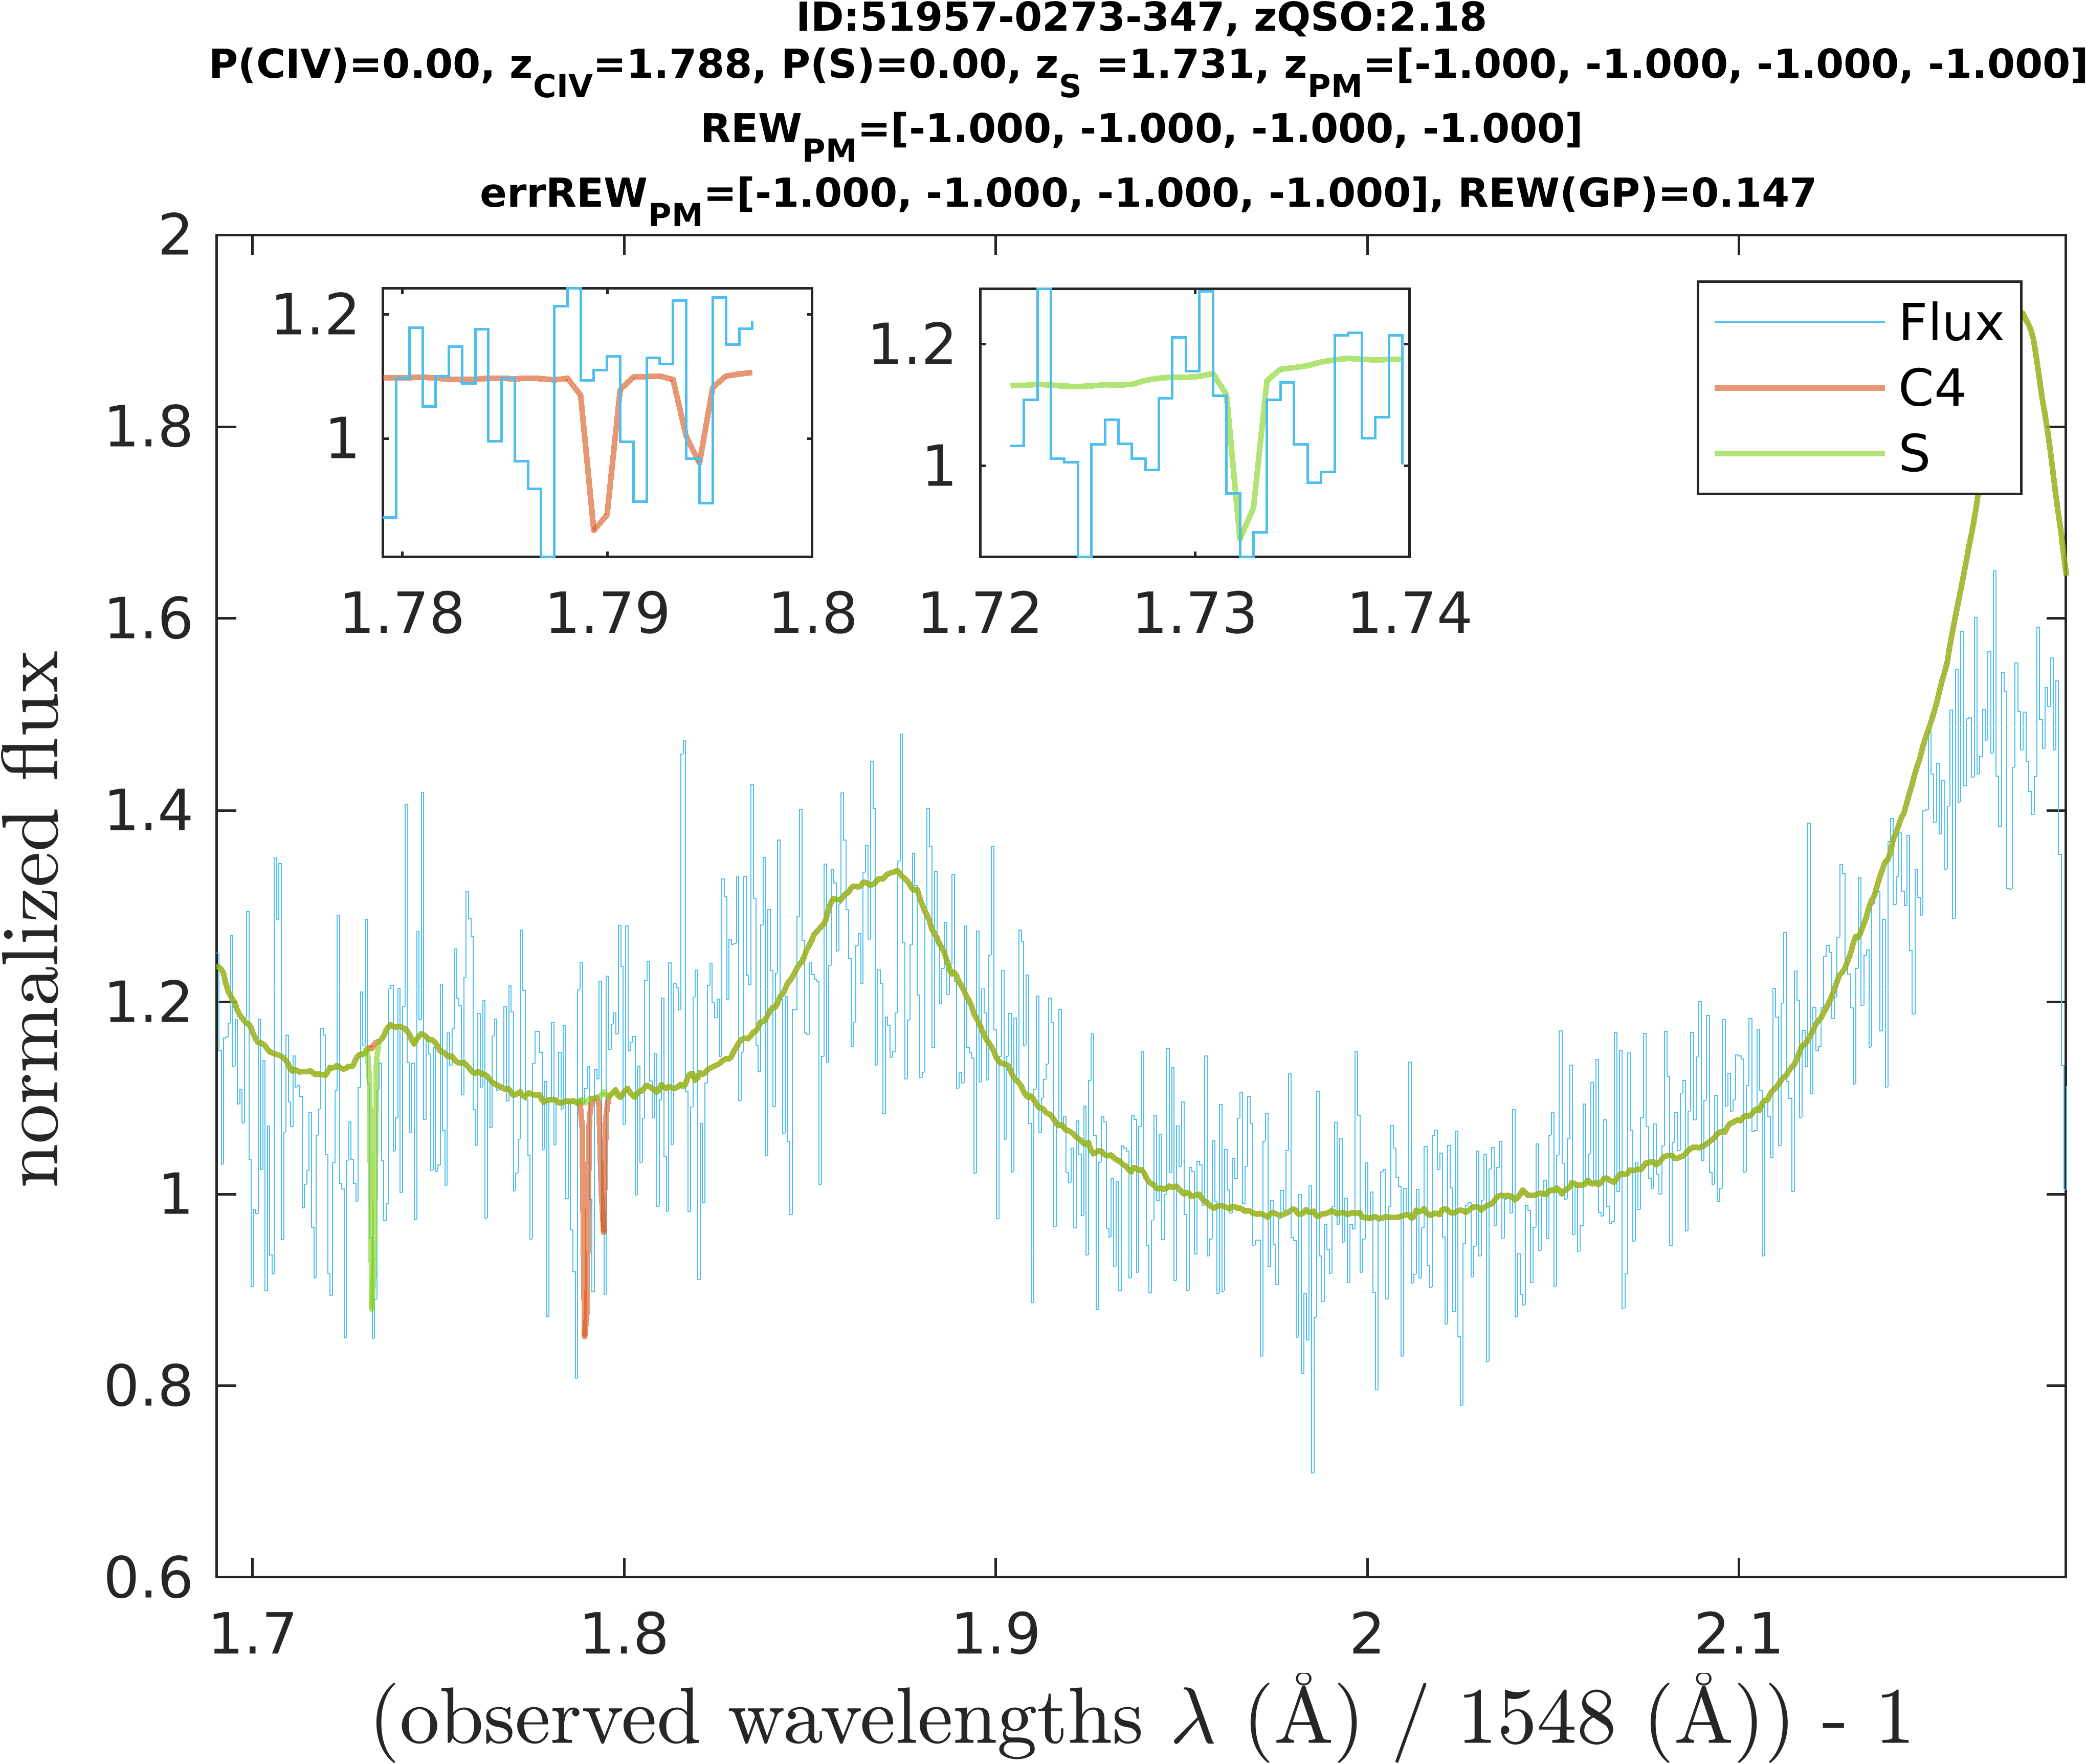 ID:51957-0273-347, zQSO:2.18
P(CIV)=0.00, zCIV=1.788, P(S)=0.00, zS =1.731, zPM=[-1.000, -1.000, -1.000, -1.000]
REWPM=[-1.000, -1.000, -1.000, -1.000]
errREWPM=[-1.000, -1.000, -1.000, -1.000], REW(GP)=0.147
2
1.8
1.6
1.4
1.2
1
0.8
0.6
normalized flux
1.2
1
1.78 1.79 1.8
1.2
1
1.72 1.73 1.74
Flux
C4
S
1.7 1.8 1.9 2 2.1
(observed wavelengths λ (Å) / 1548 (Å)) - 1